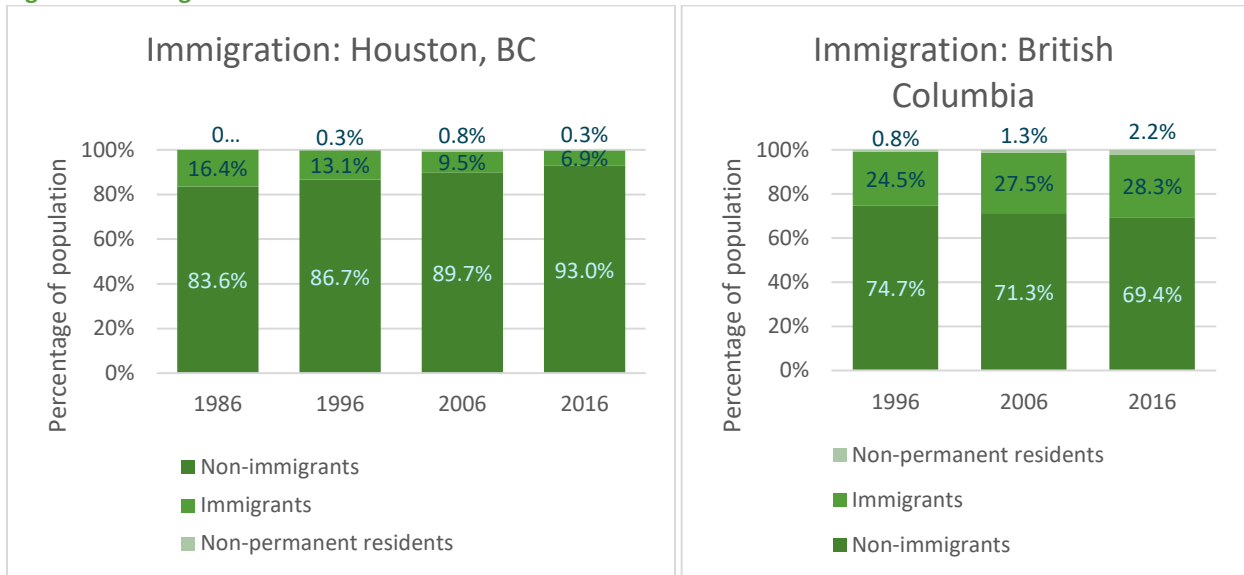 Immigration: Houston, BC
0... 0.3% 0.8% 0.3%
100%
16.4% 13.1% 9.5% 6.9%
80%
60%
83.6% 86.7% 89.7% 93.0%
40%
20%
0%
Percentage of population
1986 1996 2006 2016
Non-immigrants
Immigrants
Non-permanent residents
Immigration: British
Columbia
0.8% 1.3% 2.2%
100%
24.5% 27.5% 28.3%
80%
60%
74.7% 71.3% 69.4%
40%
20%
0%
Percentage of population
1996 2006 2016
Non-permanent residents
Immigrants
Non-immigrants